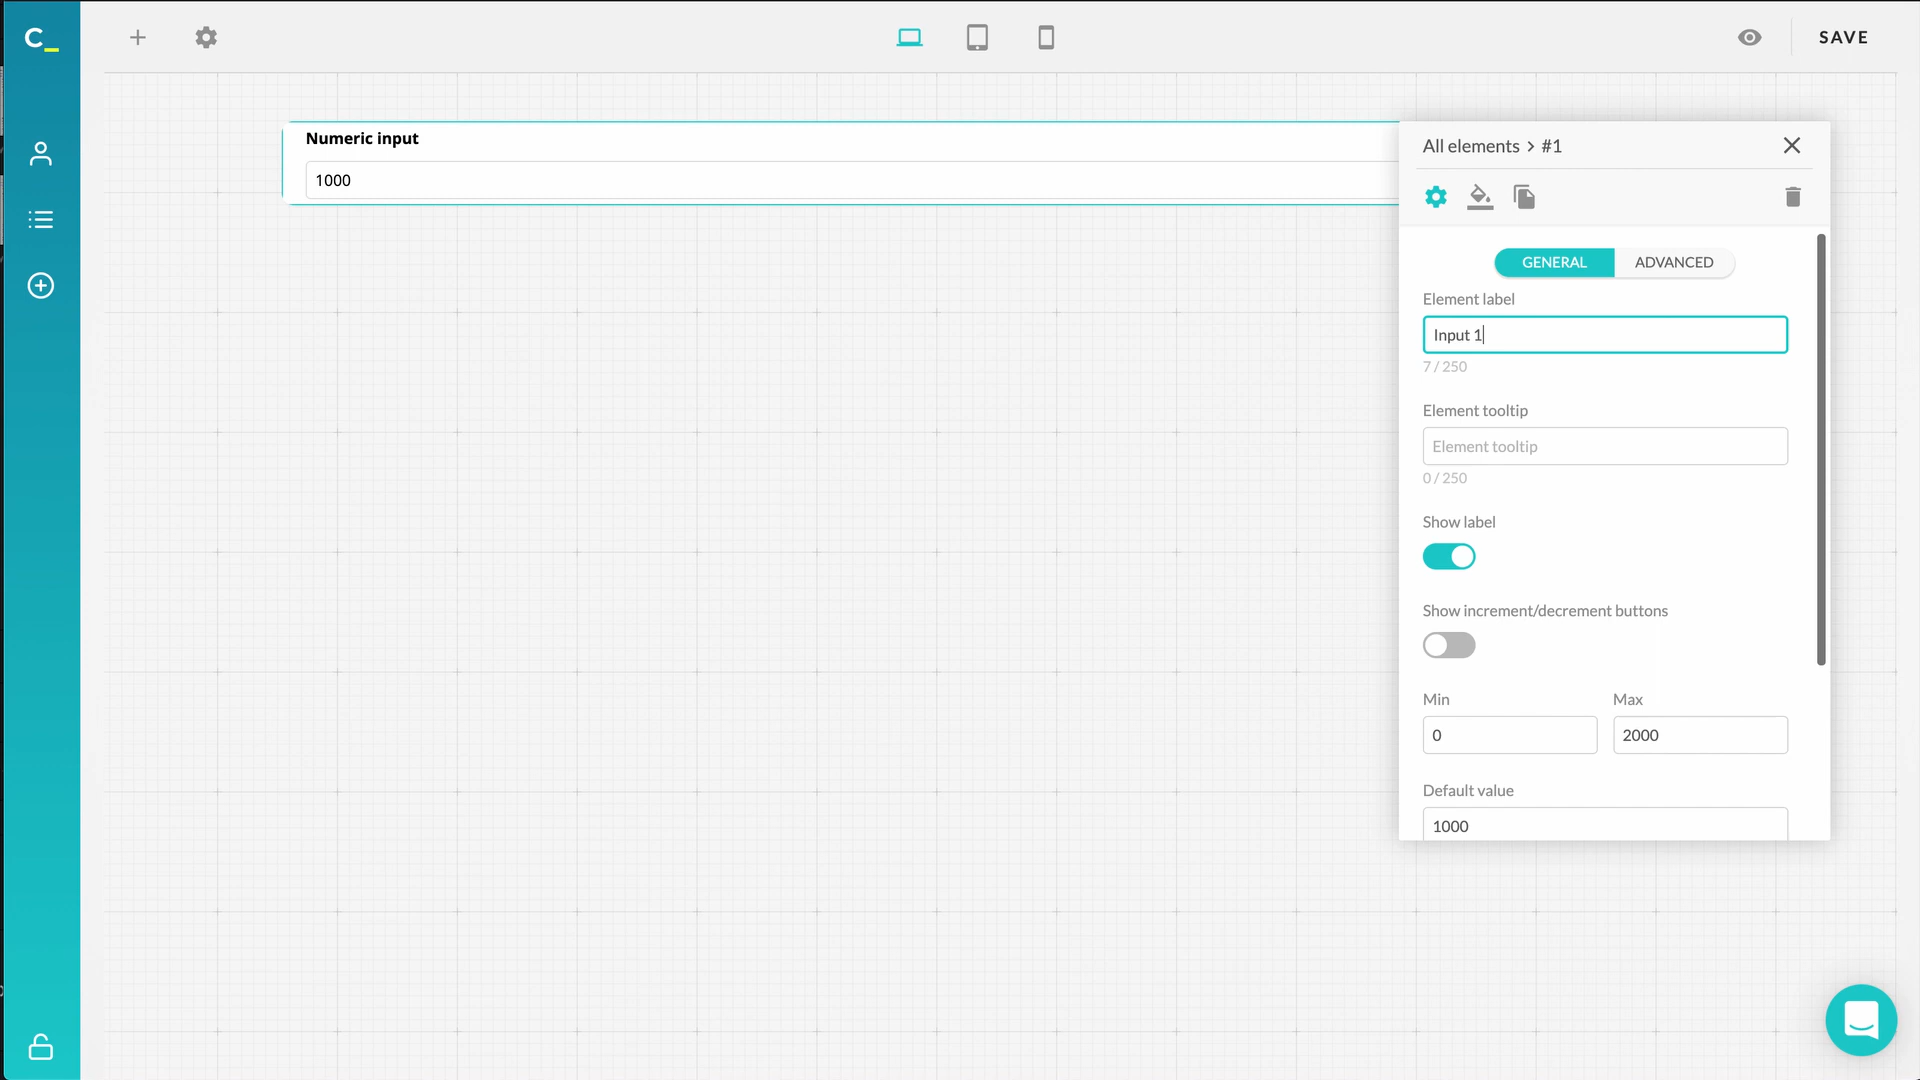 C_
SAVE
Numeric input
1000
All elements > #1
GENERAL
ADVANCED
Element label
Input 1
7 / 250
Element tooltip
Element tooltip
0 / 250
Show label
Show increment/decrement buttons
Min
Max
0
2000
Default value
1000